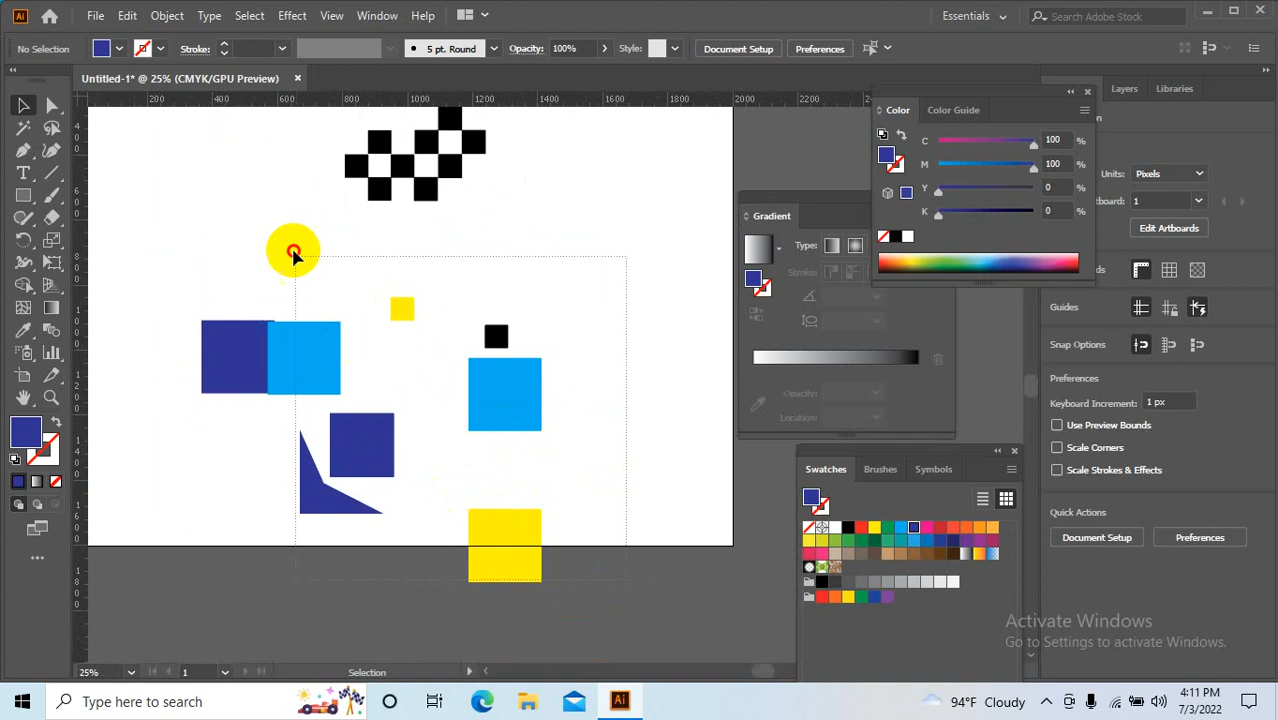 Ai File Edit Object Type Select Effect View Window Help Essentials Search Adobe Stock
No Selection Stroke: 5 pt. Round Opacity: 100% Style: Document Setup Preferences
Untitled-1* @ 25% (CMYK/GPU Preview) ×
200 400 600 800 1000 1200 1400 1600 1800 2000 2200
Color Color Guide
C 100
M 100
Y 0
K 0
Gradient
Type:
Strokes:
Opacity:
Locations:
Swatches Brushes Symbols
Layers Libraries
Units: Pixels
Artboard: 1
Edit Artboards
Guides
Snap Options
Preferences
Keyboard Increment: 1 px
Use Preview Bounds
Scale Corners
Scale Strokes & Effects
Quick Actions
Document Setup Preferences
Activate Windows
Go to Settings to activate Windows.
25% 1 Selection
Type here to search Ai 94°F Cloudy 4:11 PM
7/3/2022